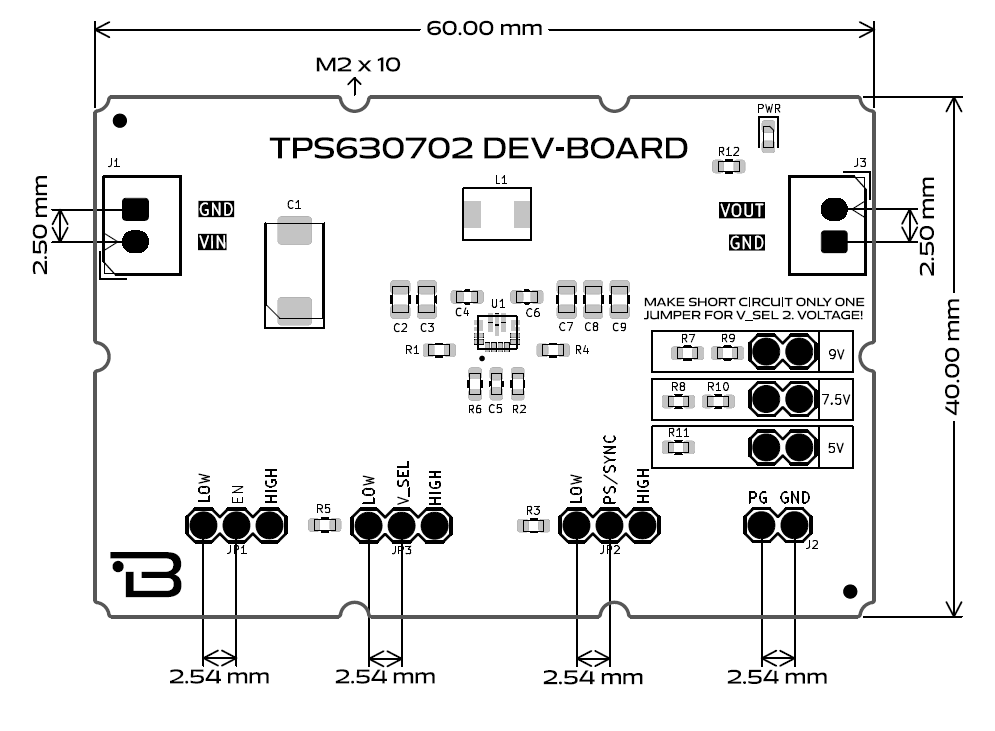 60.00 mm
M2 x 10
PWR
TPS630702 DEV-BOARD
R12
J1
J3
L1
2.50 mm
GND
VIN
C1
VOUT
GND
2.50 mm
C2 C3 C4 U1 C6 C7 C8 C9
MAKE SHORT CIRCUIT ONLY ONE
JUMPER FOR V_SEL 2. VOLTAGE!
R1 R4
R7 R9 9V
R6 C5 R2
R8 R10 7.5V
R11 5V
40.00 mm
LOW EN HIGH
JP1
R5
LOW V_SEL HIGH
JP3
R3
LOW PS/SYNC HIGH
JP2
PG GND
J2
2.54 mm
2.54 mm
2.54 mm
2.54 mm